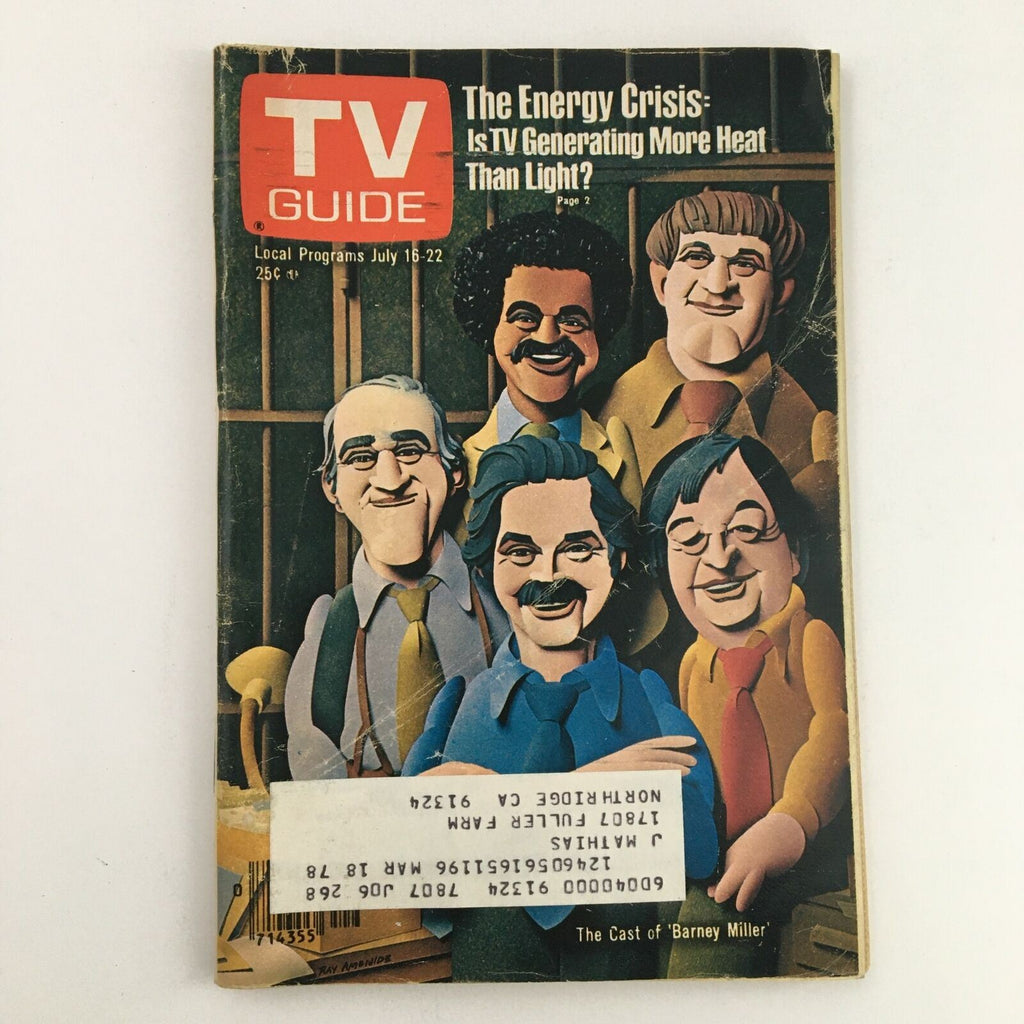 TV
GUIDE
®
Local Programs July 16-22
25¢
The Energy Crisis:
Is TV Generating More Heat
Than Light?
Page 2
6D040000 91324 7807 J06 268
12460561651196 MAR 18 78
J MATHIAS
17807 FULLER FARM
NORTHRIDGE CA 91324
0
714355
The Cast of 'Barney Miller'
RAY AMEIJIDE